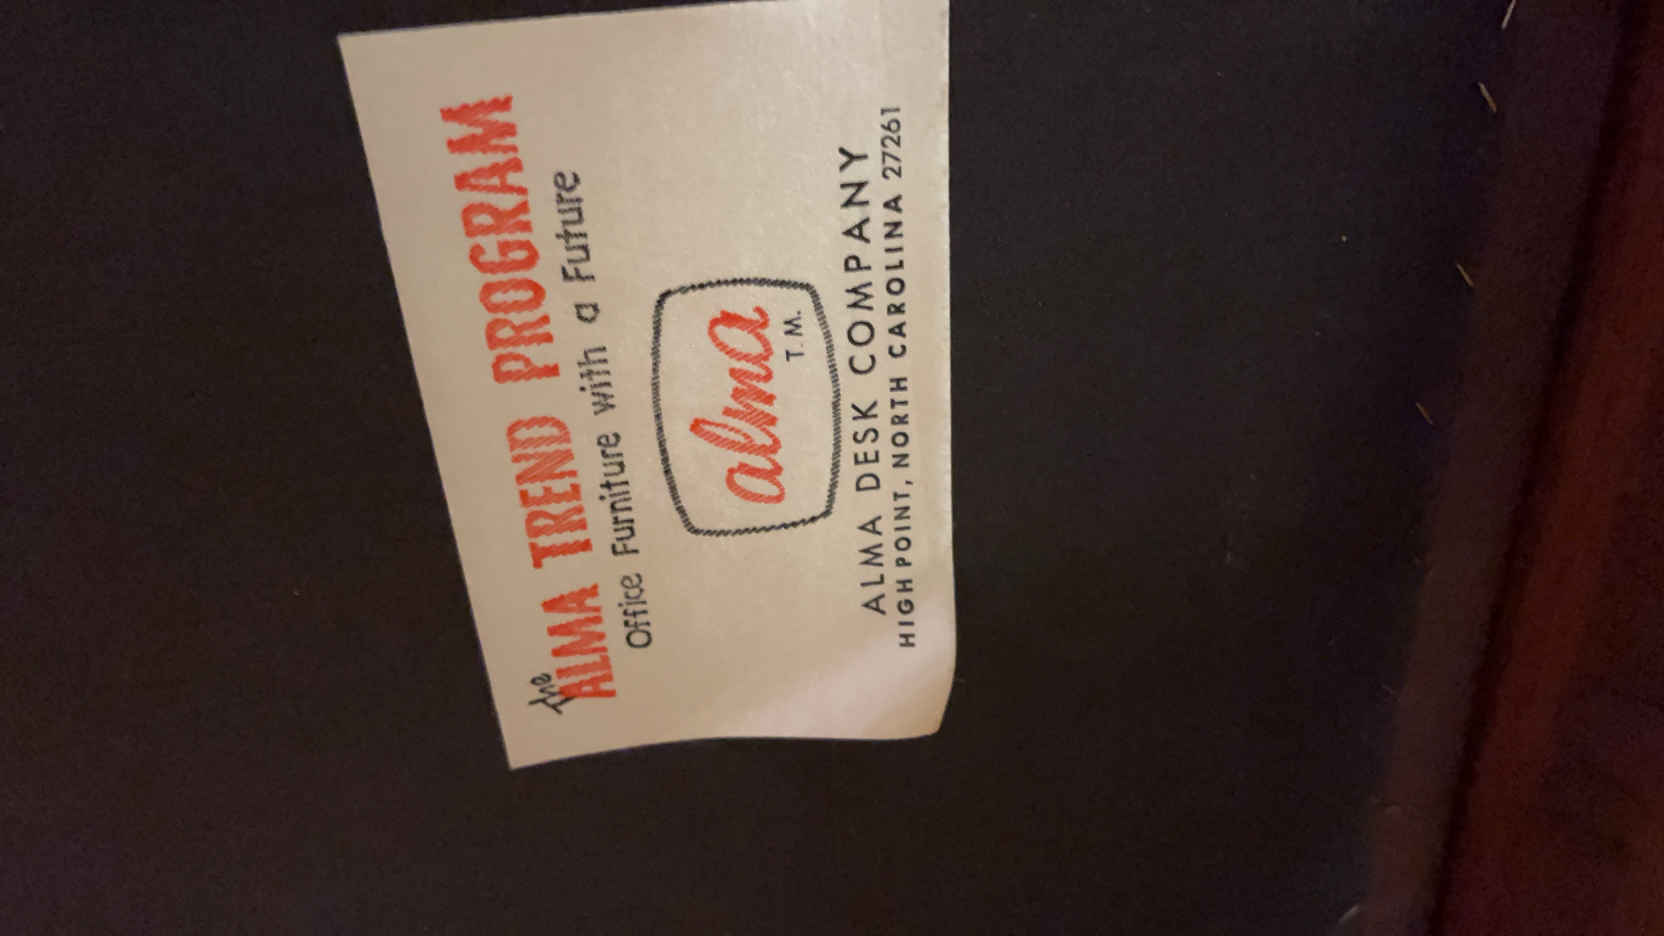 the
ALMA TREND PROGRAM
Office Furniture with a Future
alma
T.M.
ALMA DESK COMPANY
HIGH POINT, NORTH CAROLINA 27261